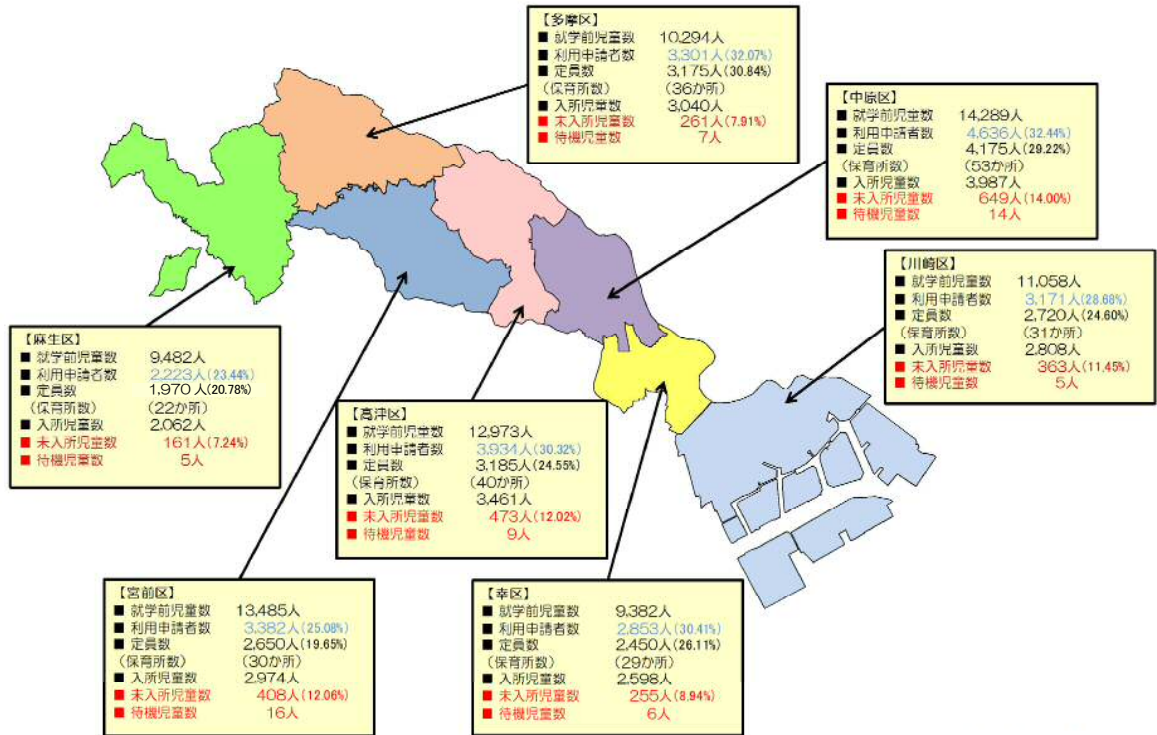 【多摩区】
■ 就学前児童数 10,294人
■ 利用申請者数 3,301人(32.07%)
■ 定員数 3,175人(30.84%)
(保育所数) (36か所)
■ 入所児童数 3,040人
■ 未入所児童数 261人(7.91%)
■ 待機児童数 7人
【中原区】
■ 就学前児童数 14,289人
■ 利用申請者数 4,636人(32.44%)
■ 定員数 4,175人(29.22%)
(保育所数) (53か所)
■ 入所児童数 3,987人
■ 未入所児童数 649人(14.00%)
■ 待機児童数 14人
【川崎区】
■ 就学前児童数 11,058人
■ 利用申請者数 3,171人(28.68%)
■ 定員数 2,720人(24.60%)
(保育所数) (31か所)
■ 入所児童数 2,808人
■ 未入所児童数 363人(11.45%)
■ 待機児童数 5人
【麻生区】
■ 就学前児童数 9,482人
■ 利用申請者数 2,223人(23.44%)
■ 定員数 1,970人(20.78%)
(保育所数) (22か所)
■ 入所児童数 2,062人
■ 未入所児童数 161人(7.24%)
■ 待機児童数 5人
【高津区】
■ 就学前児童数 12,973人
■ 利用申請者数 3,934人(30.32%)
■ 定員数 3,185人(24.55%)
(保育所数) (40か所)
■ 入所児童数 3,461人
■ 未入所児童数 473人(12.02%)
■ 待機児童数 9人
【宮前区】
■ 就学前児童数 13,485人
■ 利用申請者数 3,382人(25.08%)
■ 定員数 2,650人(19.65%)
(保育所数) (30か所)
■ 入所児童数 2,974人
■ 未入所児童数 408人(12.06%)
■ 待機児童数 16人
【幸区】
■ 就学前児童数 9,382人
■ 利用申請者数 2,853人(30.41%)
■ 定員数 2,450人(26.11%)
(保育所数) (29か所)
■ 入所児童数 2,598人
■ 未入所児童数 255人(8.94%)
■ 待機児童数 6人